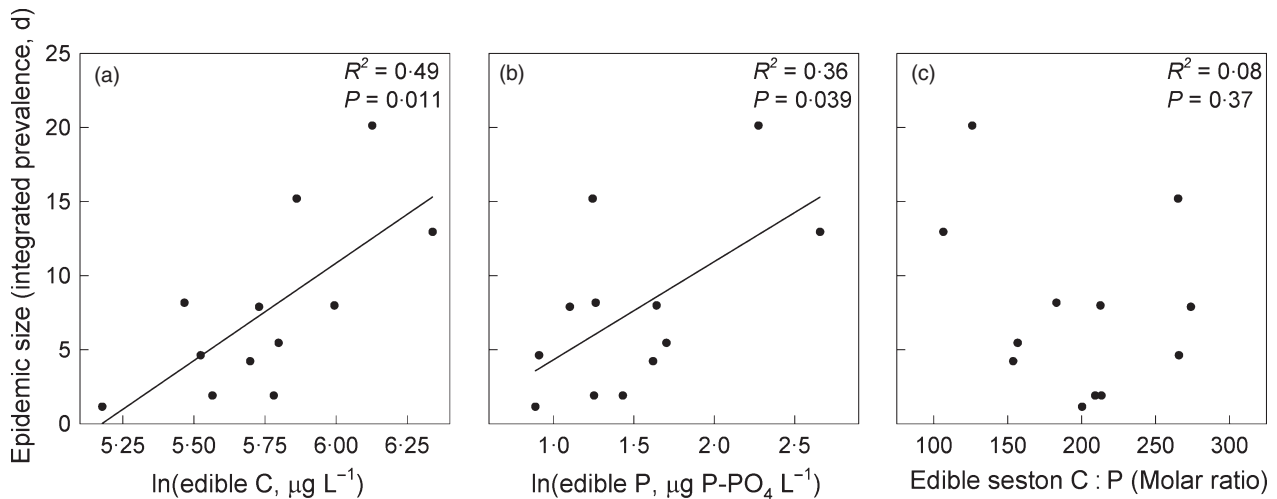 Epidemic size (integrated prevalence, d)
25
20
15
10
5
0
(a)
R² = 0·49
P = 0·011
5·25 5·50 5·75 6·00 6·25
ln(edible C, μg L⁻¹)
(b)
R² = 0·36
P = 0·039
1·0 1·5 2·0 2·5
ln(edible P, μg P-PO₄ L⁻¹)
(c)
R² = 0·08
P = 0·37
100 150 200 250 300
Edible seston C : P (Molar ratio)